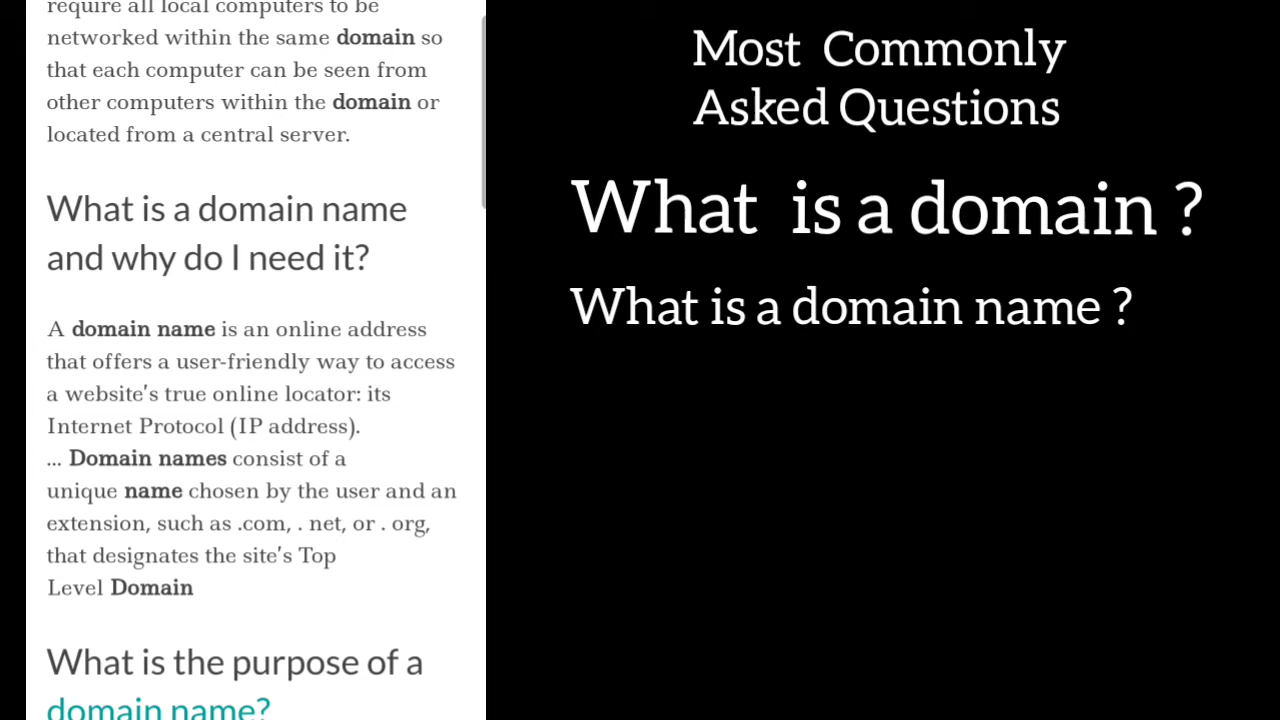 require all local computers to be
networked within the same domain so
that each computer can be seen from
other computers within the domain or
located from a central server.
What is a domain name
and why do I need it?
A domain name is an online address
that offers a user-friendly way to access
a website's true online locator: its
Internet Protocol (IP address).
... Domain names consist of a
unique name chosen by the user and an
extension, such as .com, . net, or . org,
that designates the site's Top
Level Domain
What is the purpose of a
domain name?
Most Commonly
Asked Questions
What is a domain ?
What is a domain name ?